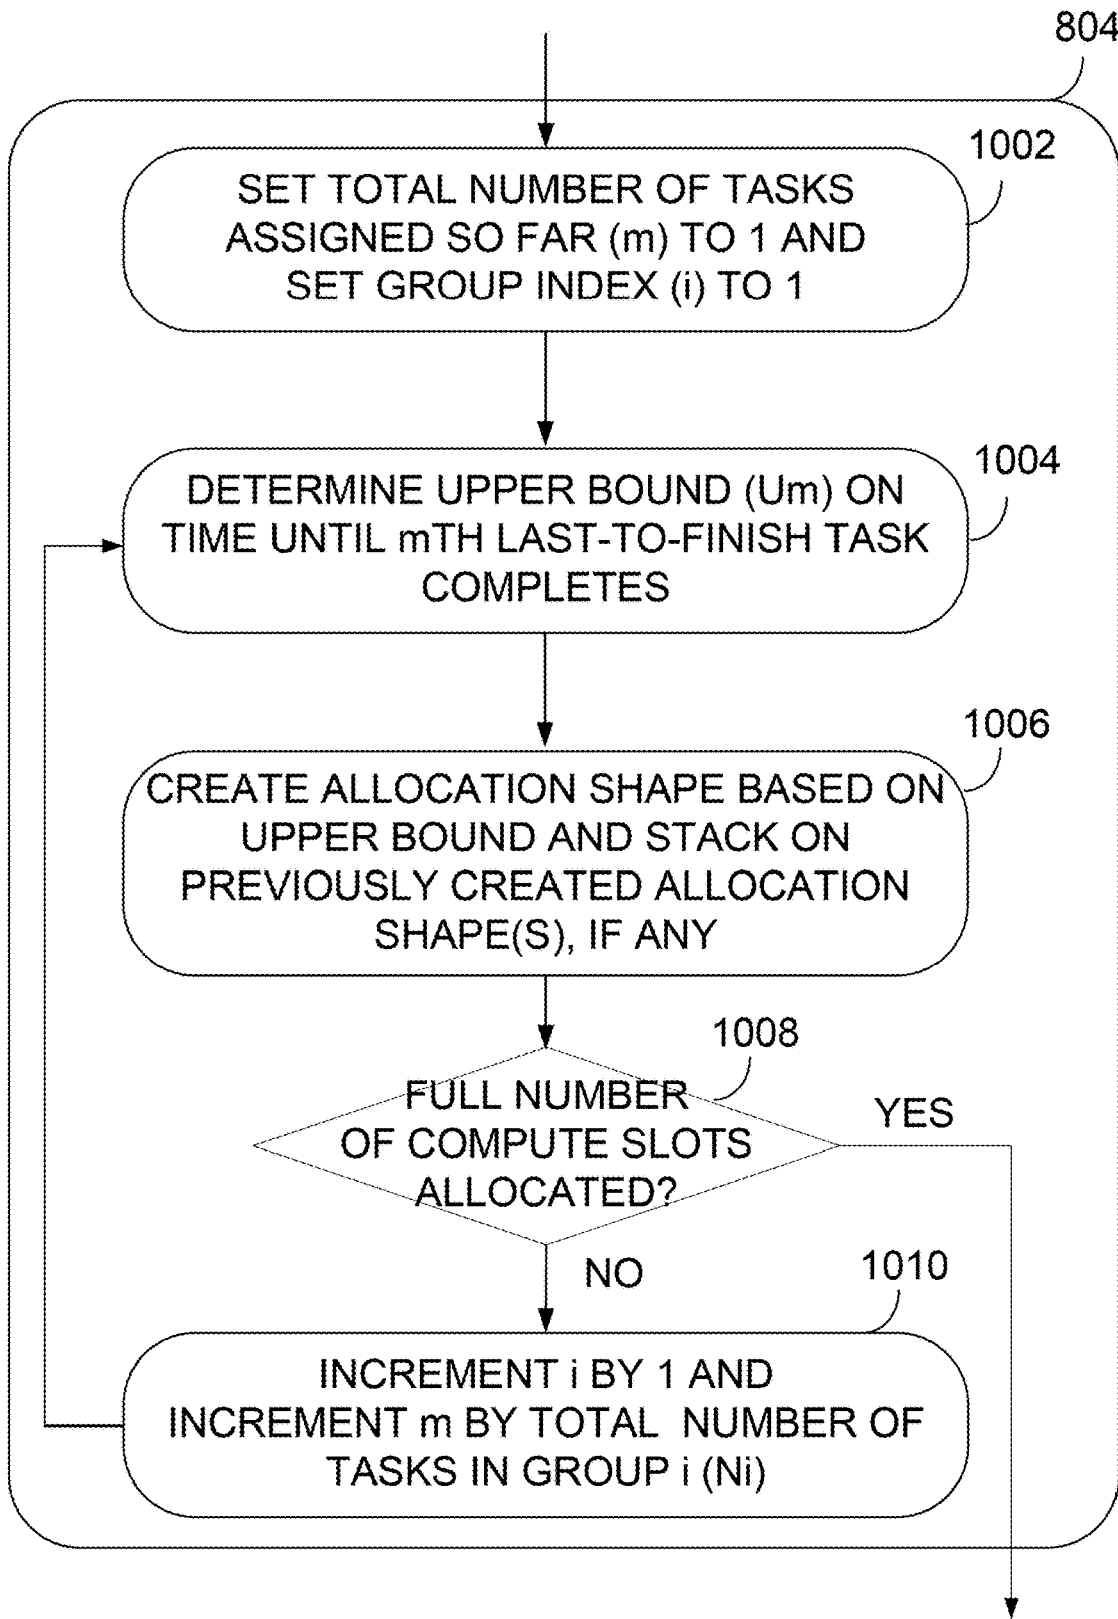 804
1002
SET TOTAL NUMBER OF TASKS
ASSIGNED SO FAR (m) TO 1 AND
SET GROUP INDEX (i) TO 1
1004
DETERMINE UPPER BOUND (Um) ON
TIME UNTIL mTH LAST-TO-FINISH TASK
COMPLETES
1006
CREATE ALLOCATION SHAPE BASED ON
UPPER BOUND AND STACK ON
PREVIOUSLY CREATED ALLOCATION
SHAPE(S), IF ANY
1008
FULL NUMBER
OF COMPUTE SLOTS
ALLOCATED?
YES
NO
1010
INCREMENT i BY 1 AND
INCREMENT m BY TOTAL NUMBER OF
TASKS IN GROUP i (Ni)